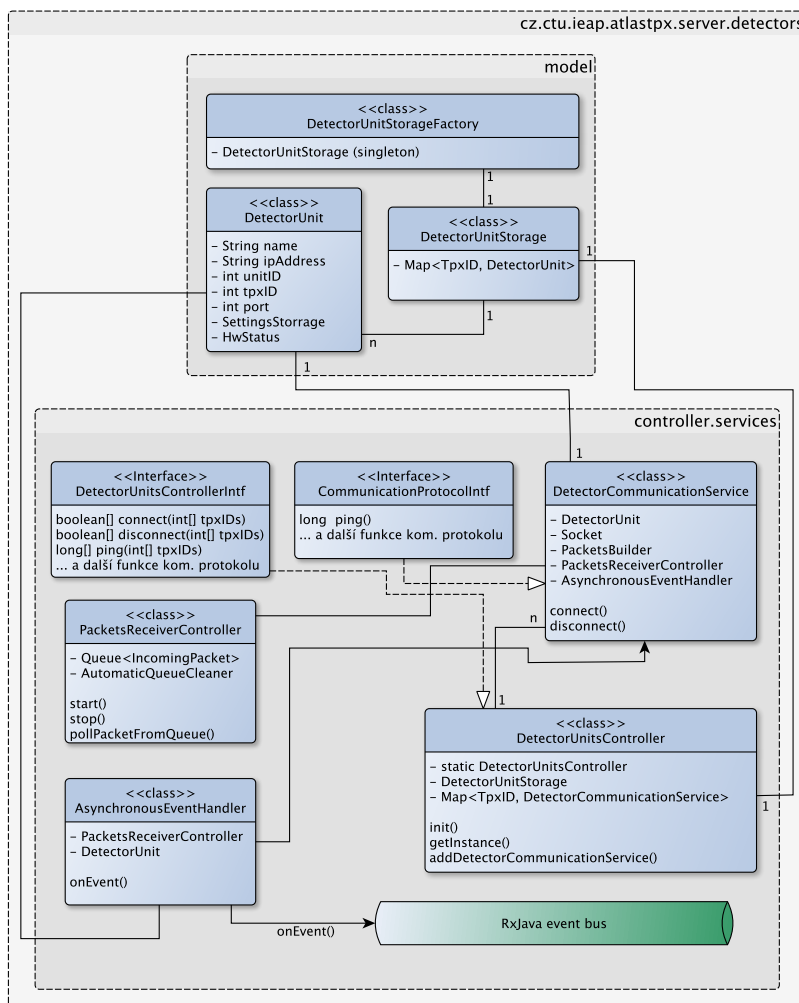 cz.ctu.ieap.atlastpx.server.detectors
model
<<class>>
DetectorUnitStorageFactory
– DetectorUnitStorage (singleton)
1
1
<<class>>
DetectorUnit
– String name
– String ipAddress
– int unitID
– int tpxID
– int port
– SettingsStorrage
– HwStatus
<<class>>
DetectorUnitStorage
– Map<TpxID, DetectorUnit>
1
1
n
1
controller.services
1
<<Interface>>
DetectorUnitsControllerIntf
boolean[] connect(int[] tpxIDs)
boolean[] disconnect(int[] tpxIDs)
long[] ping(int[] tpxIDs)
... a další funkce kom. protokolu
<<Interface>>
CommunicationProtocolIntf
long  ping()
... a další funkce kom. protokolu
<<class>>
DetectorCommunicationService
– DetectorUnit
– Socket
– PacketsBuilder
– PacketsReceiverController
– AsynchronousEventHandler
connect()
disconnect()
n
<<class>>
PacketsReceiverController
– Queue<IncomingPacket>
– AutomaticQueueCleaner
start()
stop()
pollPacketFromQueue()
1
<<class>>
DetectorUnitsController
– static DetectorUnitsController
– DetectorUnitStorage
– Map<TpxID, DetectorCommunicationService>
init()
getInstance()
addDetectorCommunicationService()
1
<<class>>
AsynchronousEventHandler
– PacketsReceiverController
– DetectorUnit
onEvent()
onEvent()
RxJava event bus